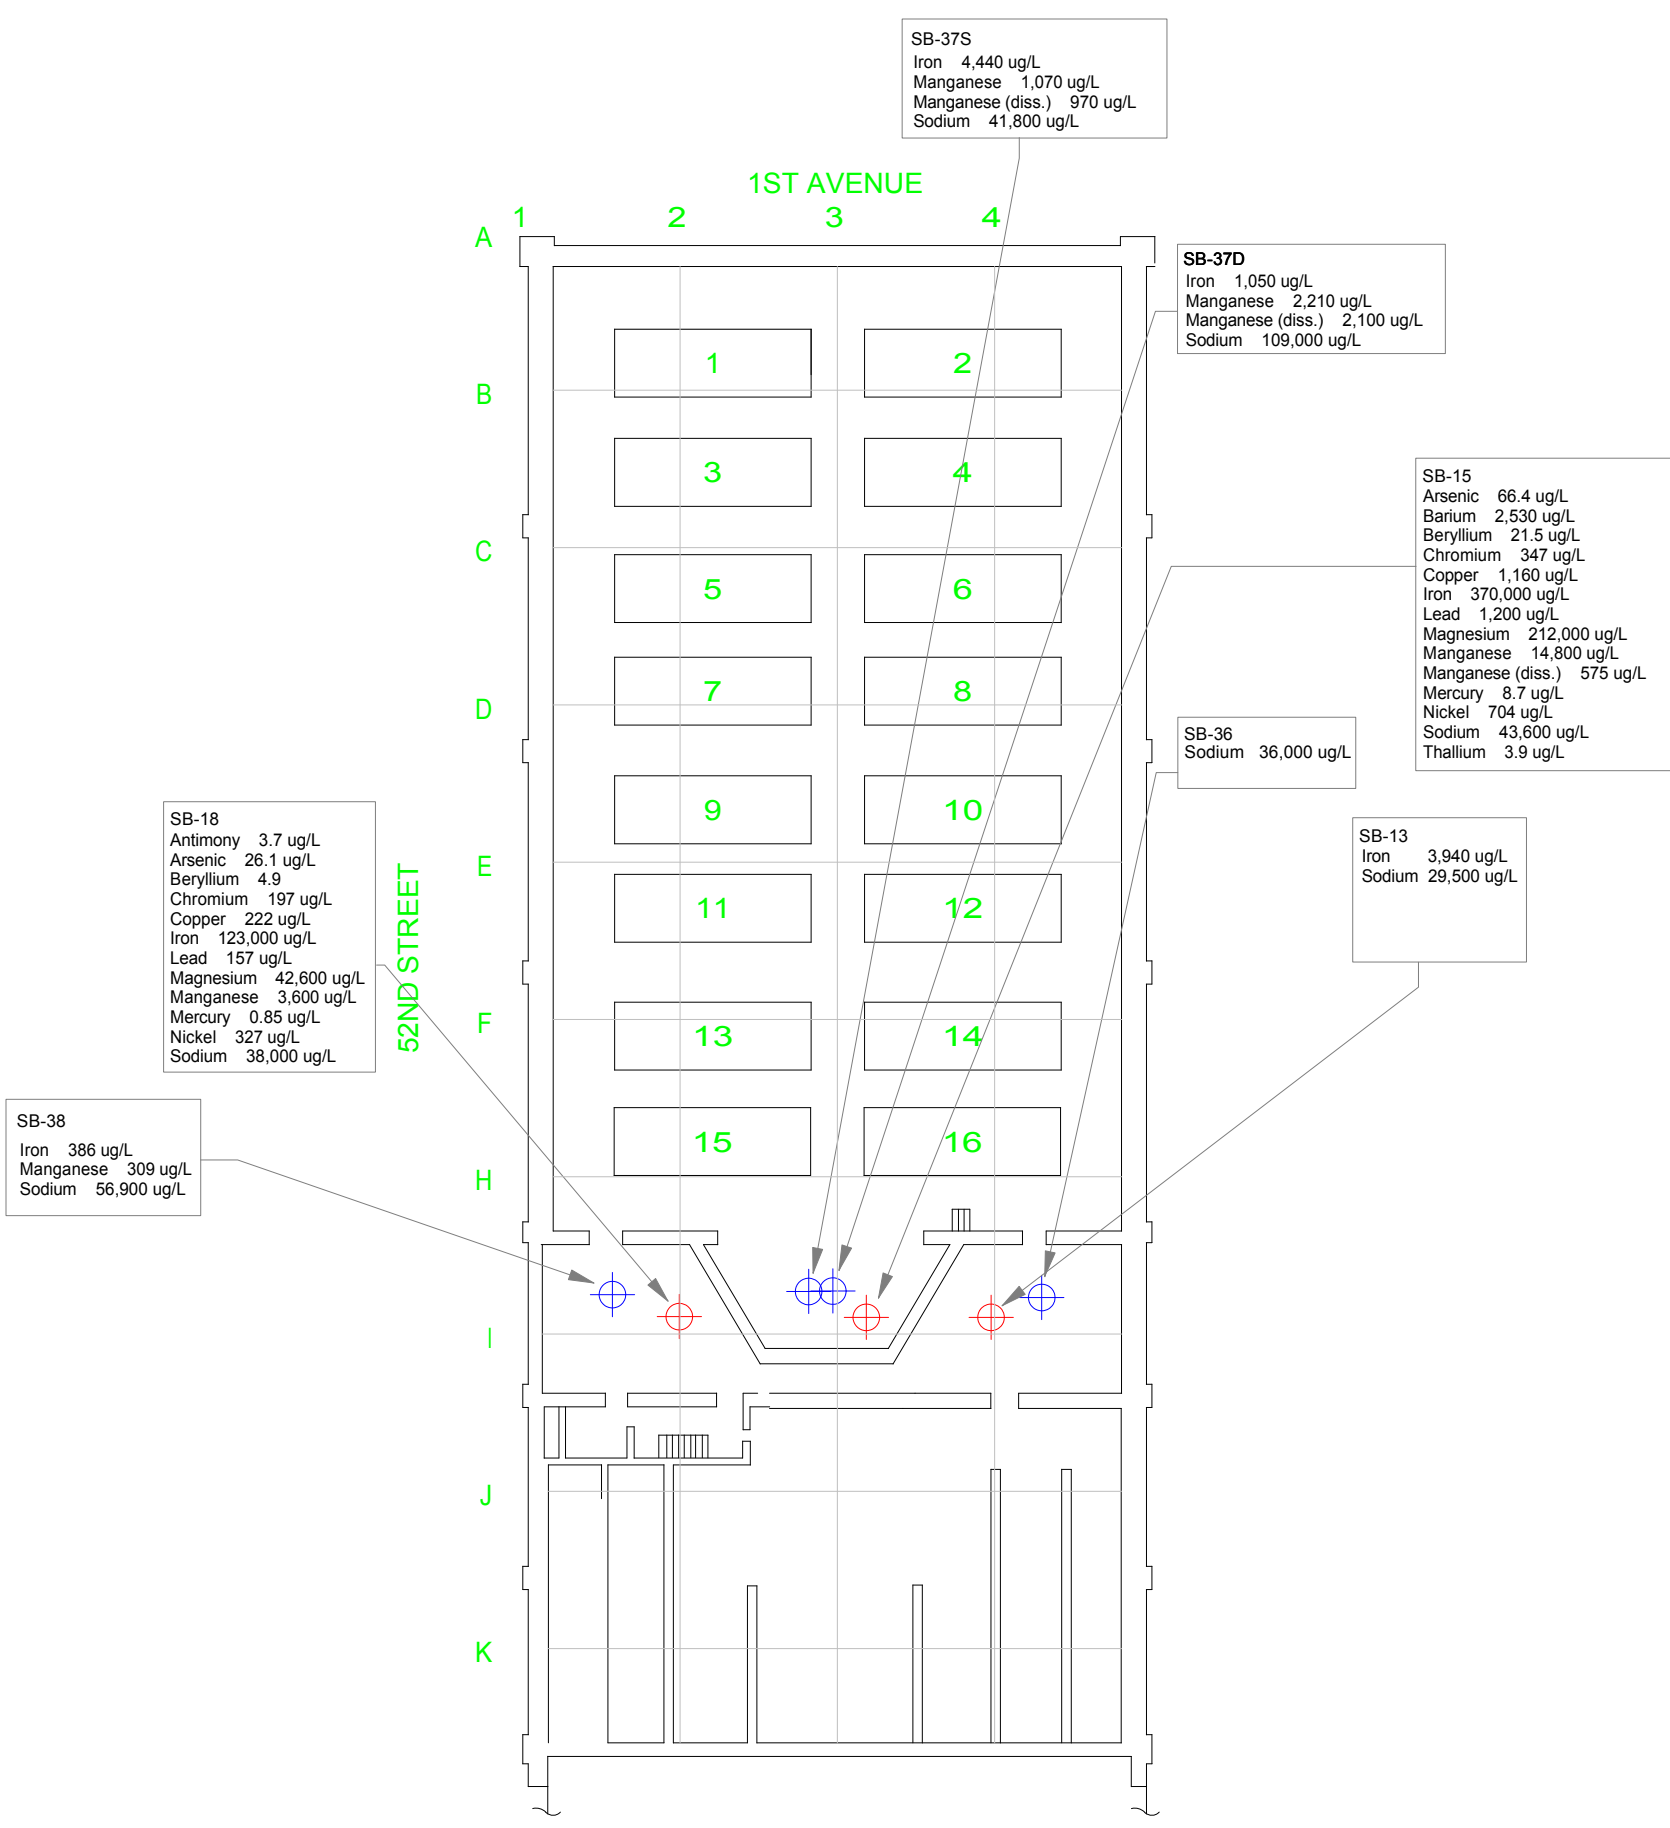 SB-37S
Iron 4,440 ug/L
Manganese 1,070 ug/L
Manganese (diss.) 970 ug/L
Sodium 41,800 ug/L
1ST AVENUE
1 2 3 4
A
SB-37D
Iron 1,050 ug/L
Manganese 2,210 ug/L
Manganese (diss.) 2,100 ug/L
Sodium 109,000 ug/L
1 2
B
3 4
SB-15
Arsenic 66.4 ug/L
Barium 2,530 ug/L
Beryllium 21.5 ug/L
Chromium 347 ug/L
Copper 1,160 ug/L
Iron 370,000 ug/L
Lead 1,200 ug/L
Magnesium 212,000 ug/L
Manganese 14,800 ug/L
Manganese (diss.) 575 ug/L
Mercury 8.7 ug/L
Nickel 704 ug/L
Sodium 43,600 ug/L
Thallium 3.9 ug/L
C
5 6
7 8
D
SB-36
Sodium 36,000 ug/L
9 10
SB-18
Antimony 3.7 ug/L
Arsenic 26.1 ug/L
Beryllium 4.9
Chromium 197 ug/L
Copper 222 ug/L
Iron 123,000 ug/L
Lead 157 ug/L
Magnesium 42,600 ug/L
Manganese 3,600 ug/L
Mercury 0.85 ug/L
Nickel 327 ug/L
Sodium 38,000 ug/L
52ND STREET
SB-13
Iron 3,940 ug/L
Sodium 29,500 ug/L
E
11 12
F
13 14
SB-38
Iron 386 ug/L
Manganese 309 ug/L
Sodium 56,900 ug/L
15 16
H
I
J
K